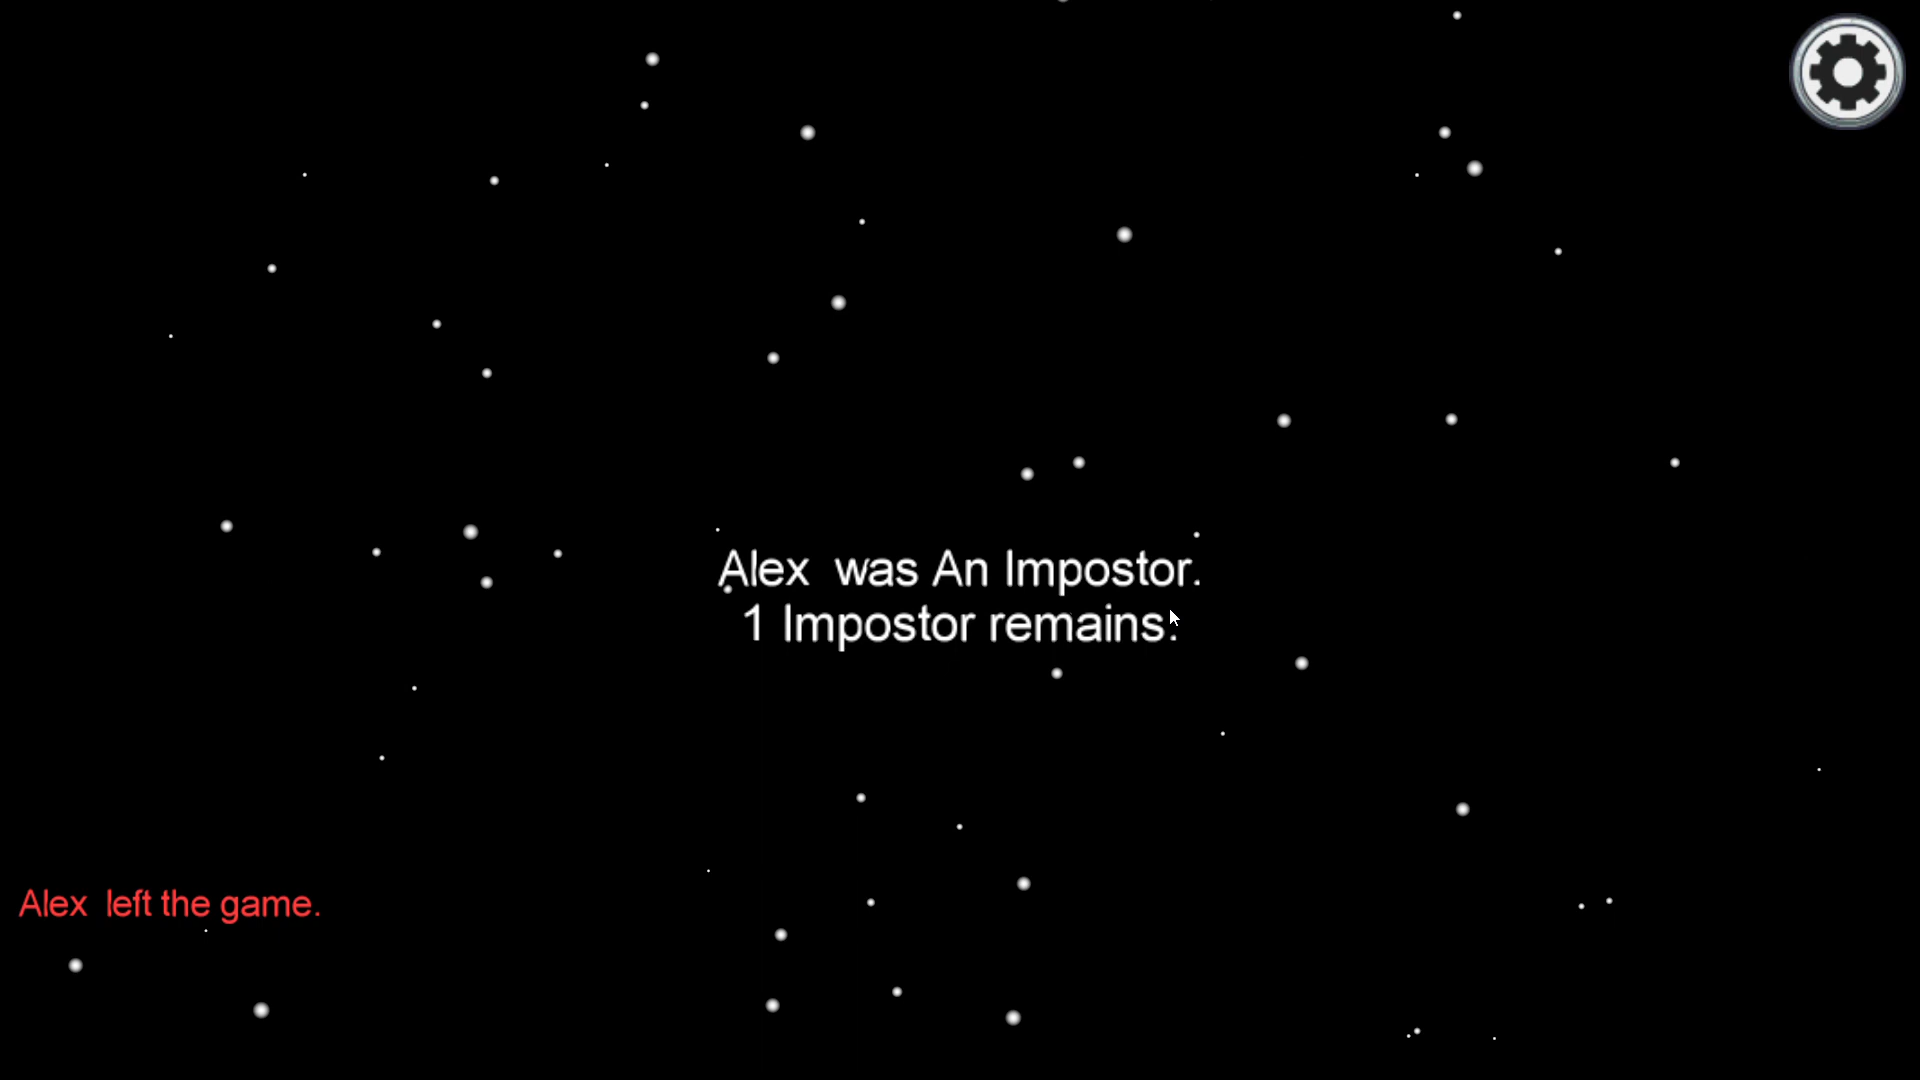 Alex  was An Impostor.
1 Impostor remains.
Alex  left the game.